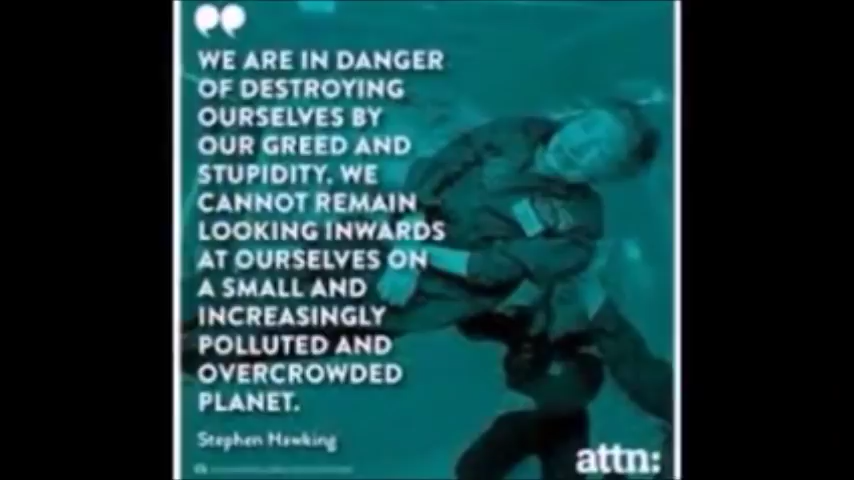 WE ARE IN DANGER
OF DESTROYING
OURSELVES BY
OUR GREED AND
STUPIDITY. WE
CANNOT REMAIN
LOOKING INWARDS
AT OURSELVES ON
A SMALL AND
INCREASINGLY
POLLUTED AND
OVERCROWDED
PLANET.
Stephen Hawking
attn: